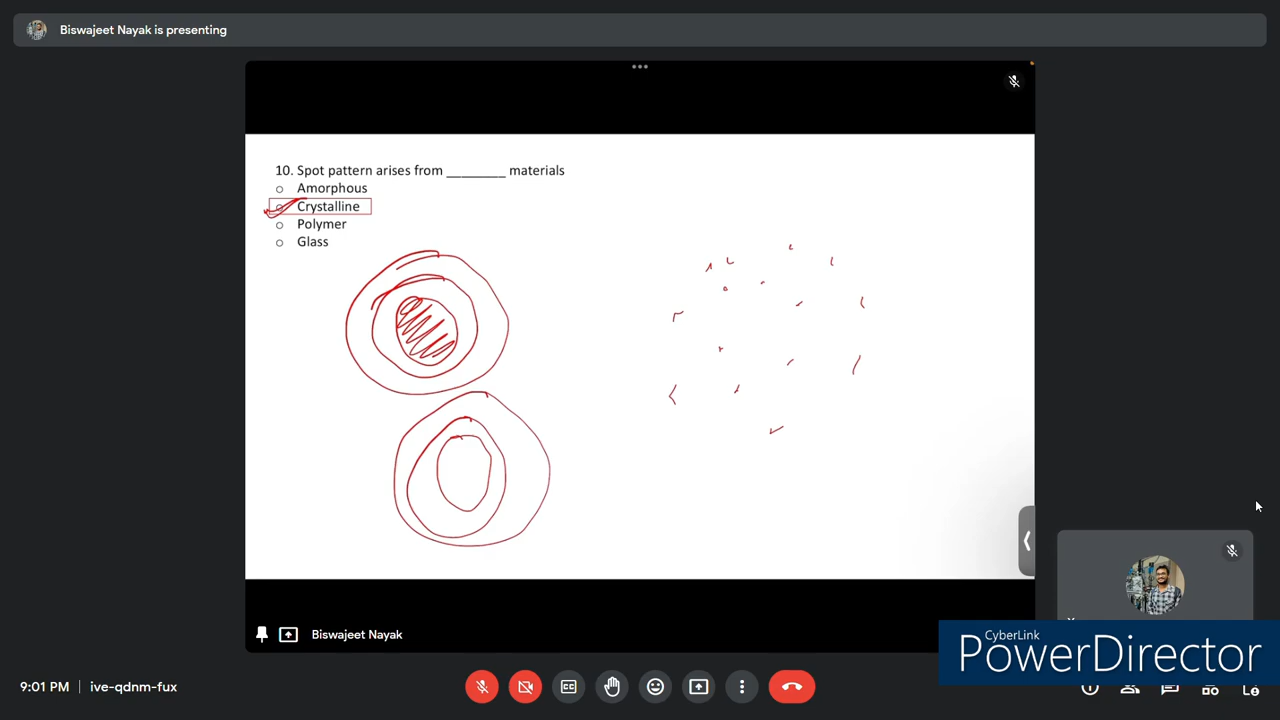 Biswajeet Nayak is presenting
10. Spot pattern arises from ________ materials
Amorphous
Crystalline
Polymer
Glass
Biswajeet Nayak
CyberLink
PowerDirector
9:01 PM | ive-qdnm-fux